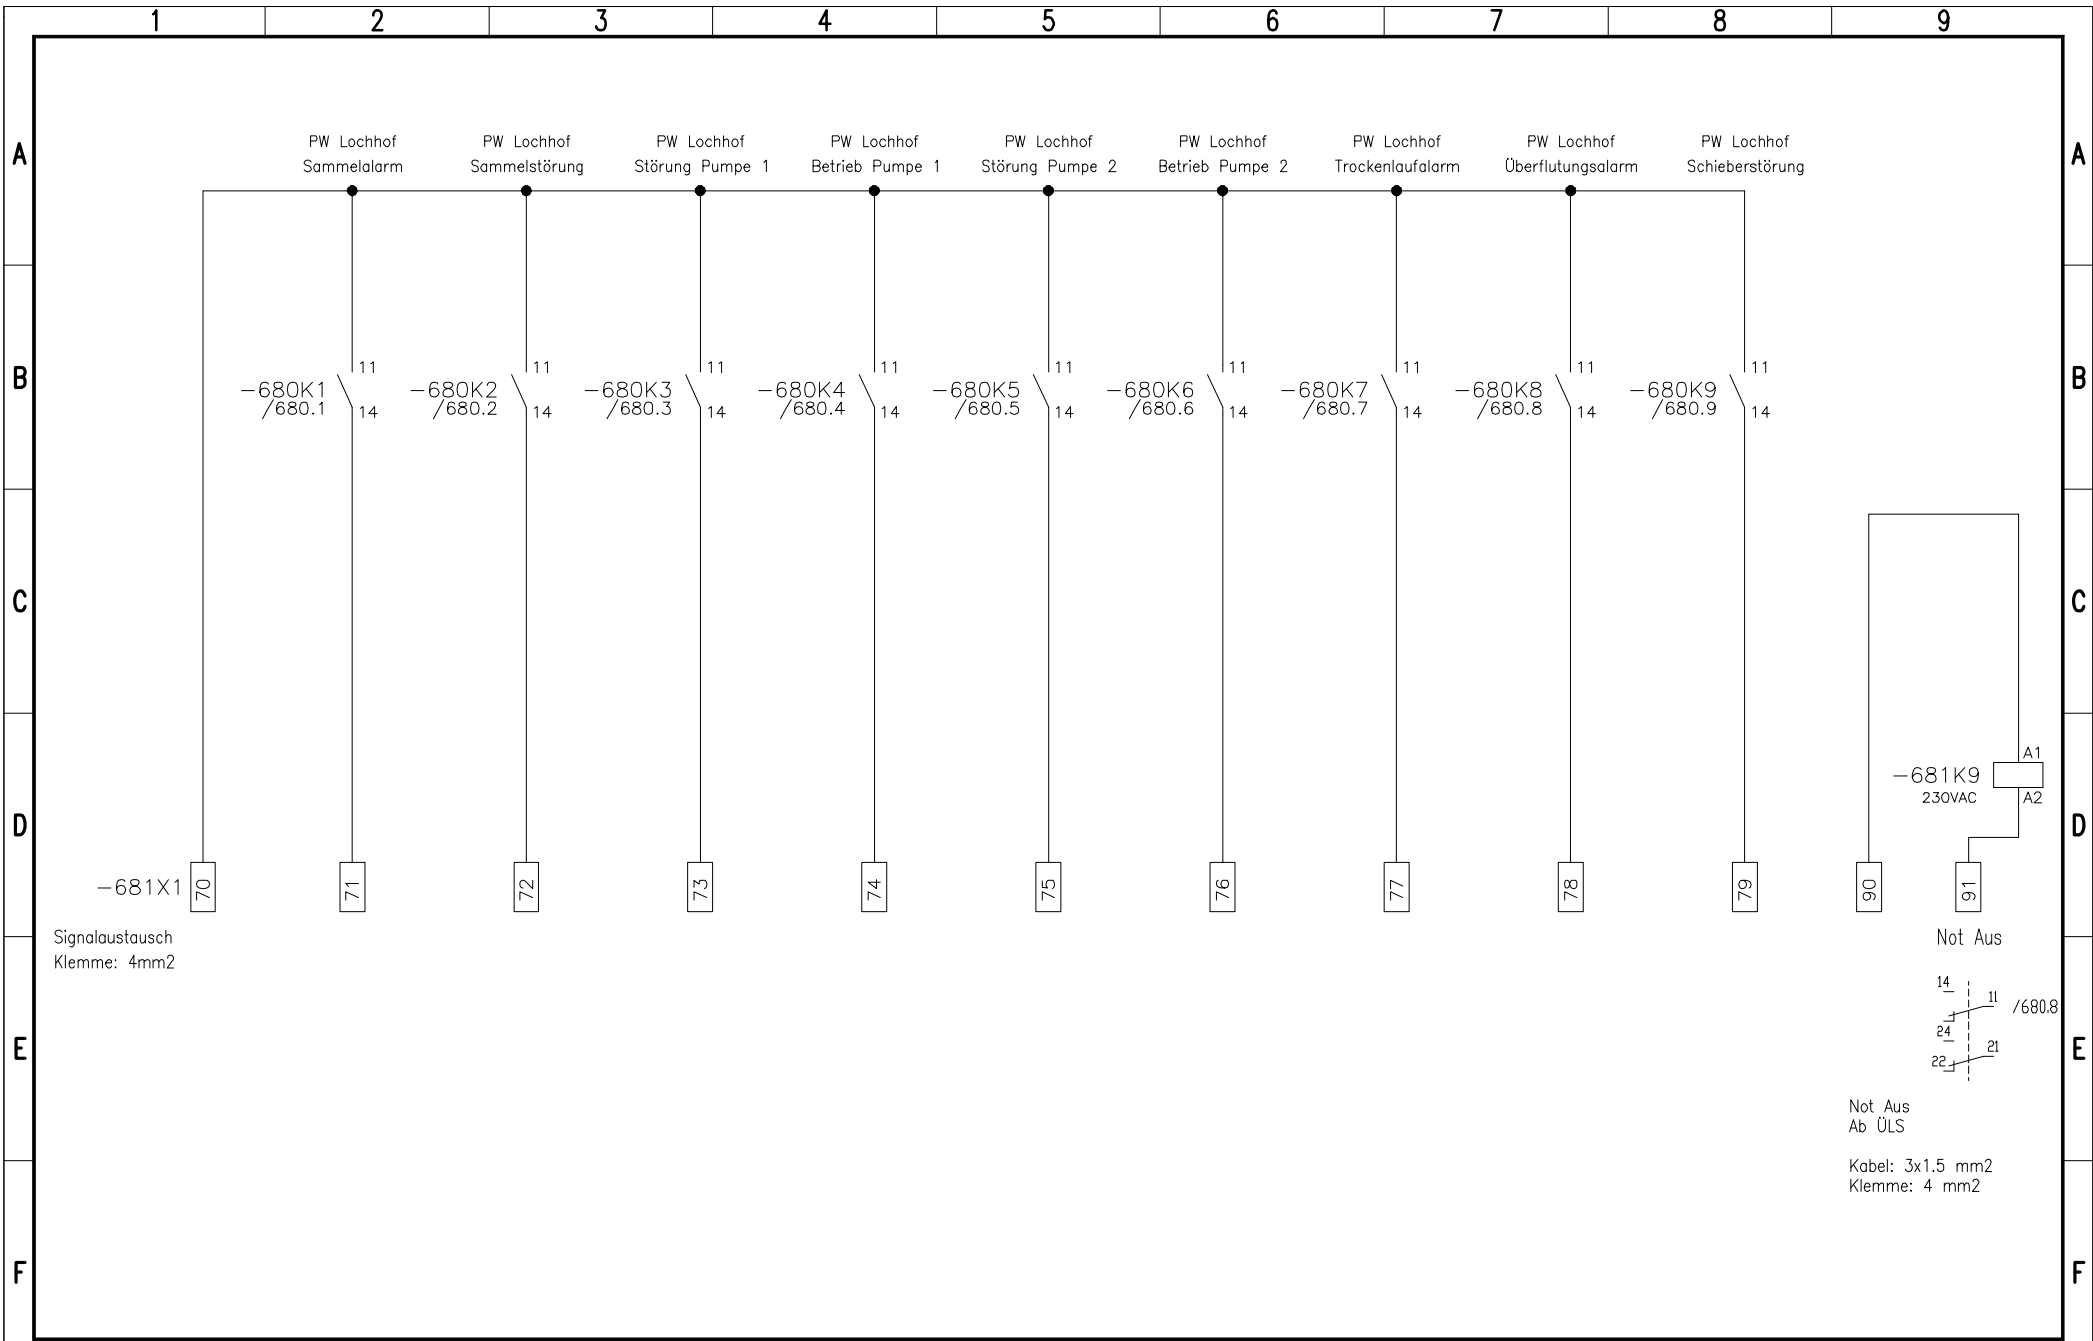 1 2 3 4 5 6 7 8 9
A A
PW Lochhof PW Lochhof PW Lochhof PW Lochhof PW Lochhof PW Lochhof PW Lochhof PW Lochhof PW Lochhof
Sammelalarm Sammelstörung Störung Pumpe 1 Betrieb Pumpe 1 Störung Pumpe 2 Betrieb Pumpe 2 Trockenlaufalarm Überflutungsalarm Schieberstörung
B B
11 11 11 11 11 11 11 11 11
-680K1 -680K2 -680K3 -680K4 -680K5 -680K6 -680K7 -680K8 -680K9
/680.1 14 /680.2 14 /680.3 14 /680.4 14 /680.5 14 /680.6 14 /680.7 14 /680.8 14 /680.9 14
C C
A1
-681K9
230VAC A2
D D
-681X1 70 71 72 73 74 75 76 77 78 79 90 91
Signalaustausch Not Aus
Klemme: 4mm2
14
11 /680.8
24
E E
21
22
Not Aus
Ab ÜLS
Kabel: 3x1.5 mm2
Klemme: 4 mm2
F F